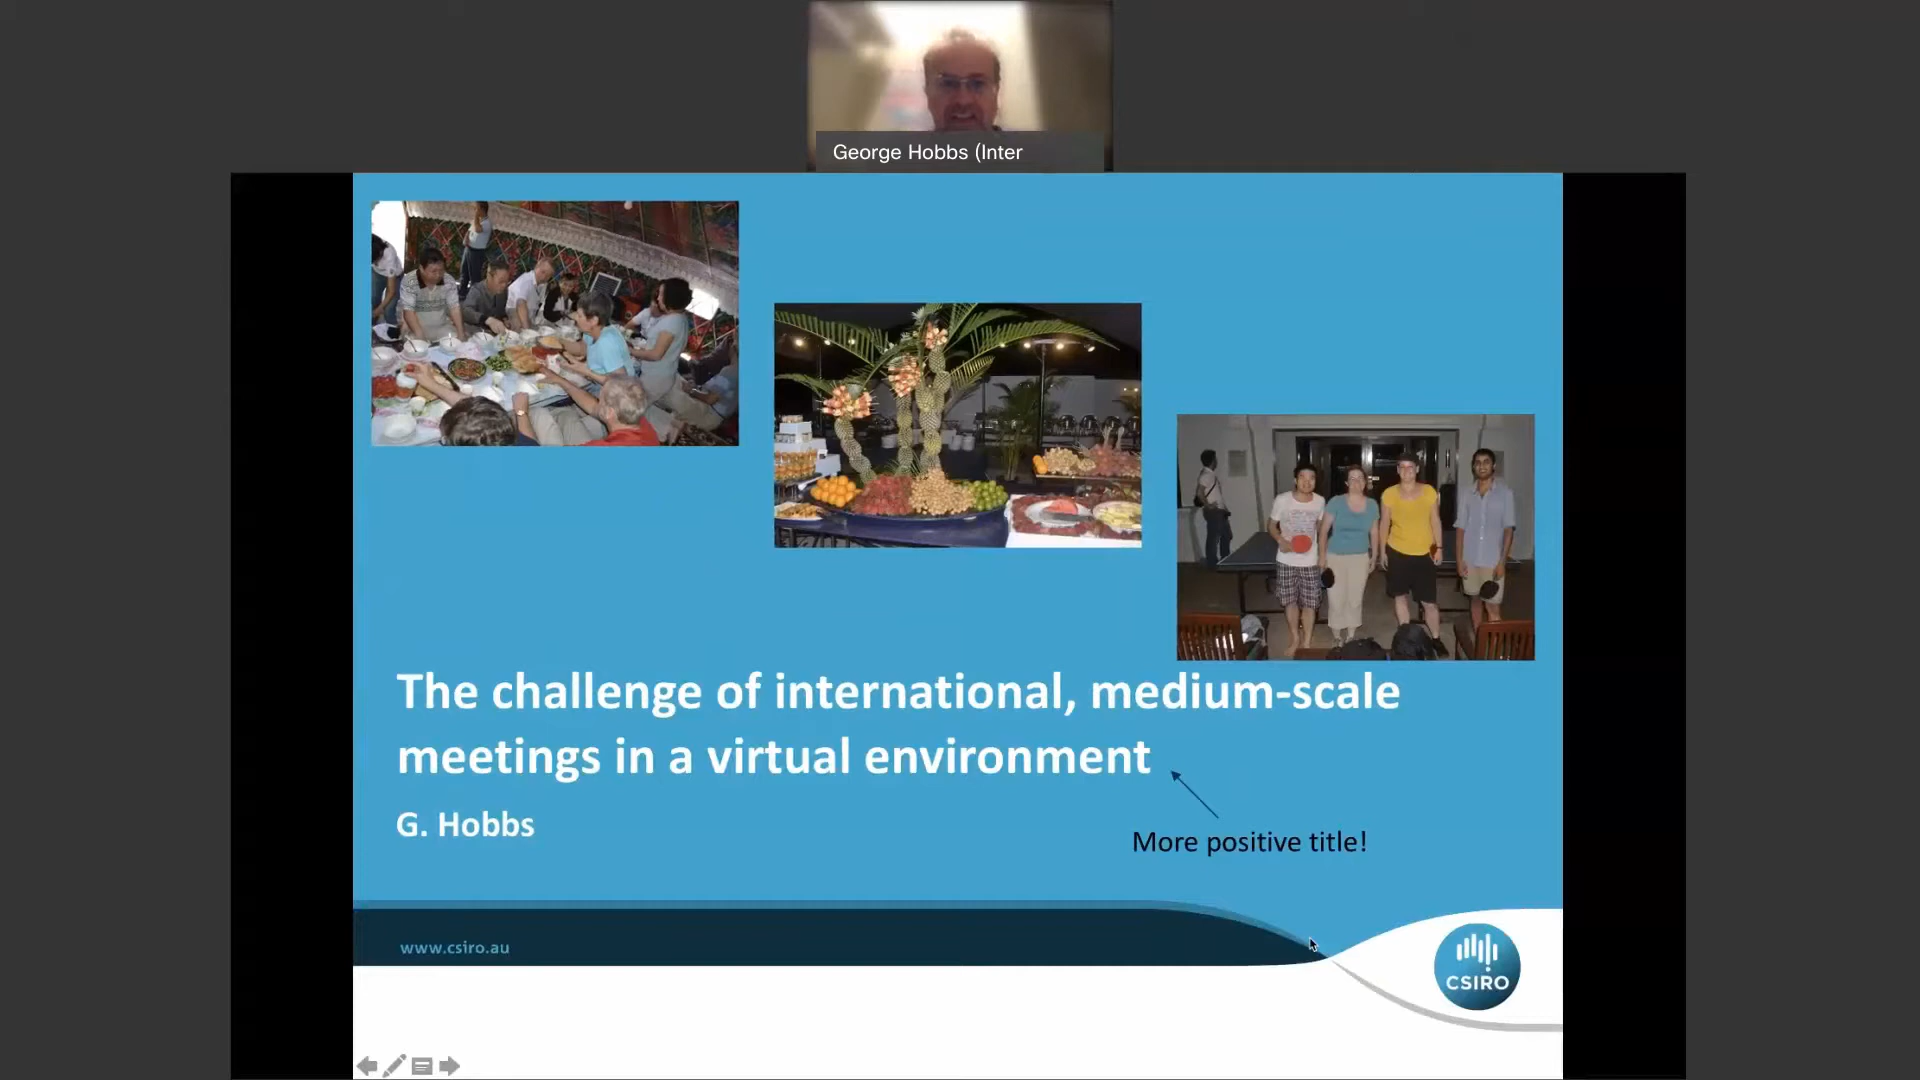 George Hobbs (Inter
The challenge of international, medium-scale
meetings in a virtual environment
G. Hobbs
More positive title!
www.csiro.au
CSIRO